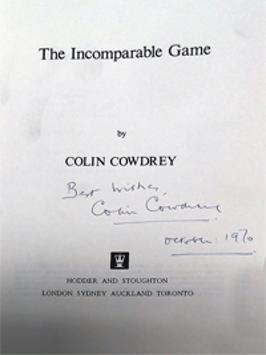 The Incomparable Game
by
COLIN COWDREY
Best wishes,
Colin Cowdrey
October 1970
HODDER AND STOUGHTON
LONDON SYDNEY AUCKLAND TORONTO